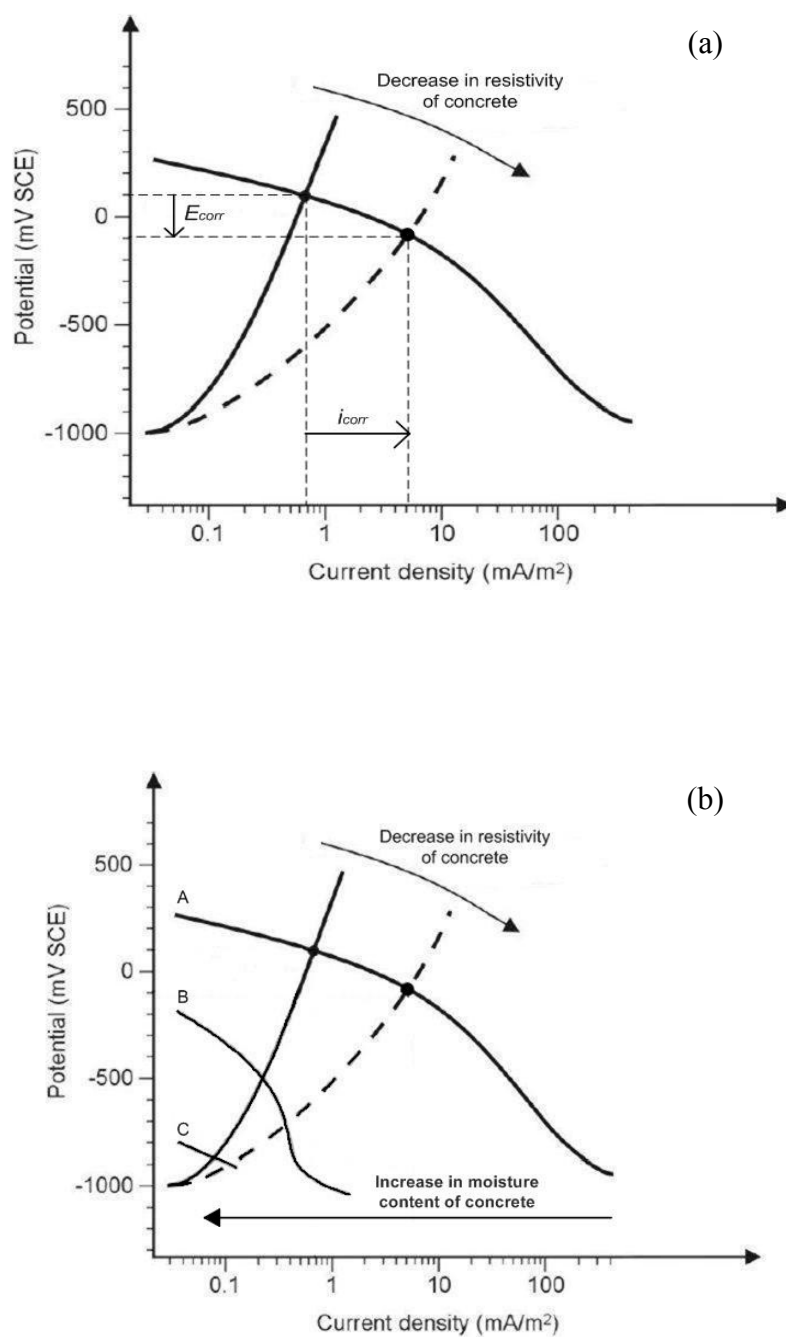 (a)
Decrease in resistivity
of concrete
500
0
-500
-1000
Potential (mV SCE)
Ecorr
icorr
0.1 1 10 100
Current density (mA/m²)
(b)
Decrease in resistivity
of concrete
500
0
-500
-1000
Potential (mV SCE)
A
B
C
Increase in moisture
content of concrete
0.1 1 10 100
Current density (mA/m²)